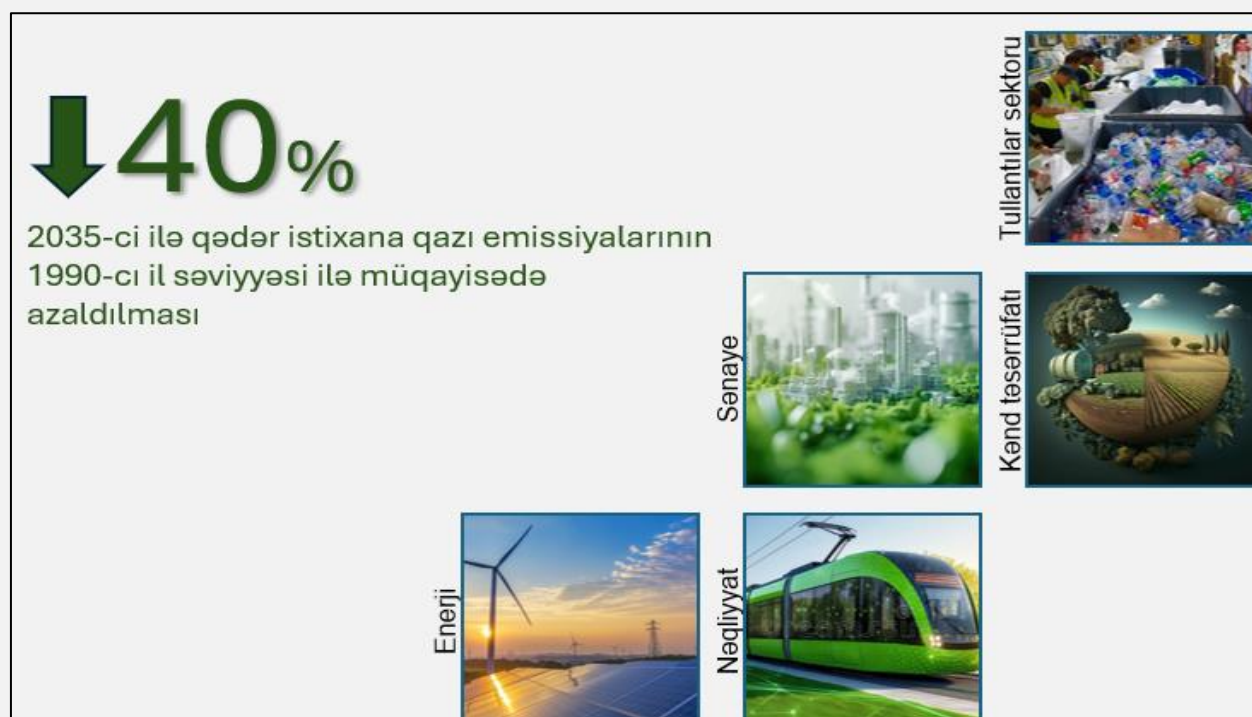 40%
2035-ci ilə qədər istixana qazı emissiyalarının
1990-cı il səviyyəsi ilə müqayisədə
azaldılması
Tullantılar sektoru
Sənaye
Kənd təsərrüfatı
Enerji
Nəqliyyat